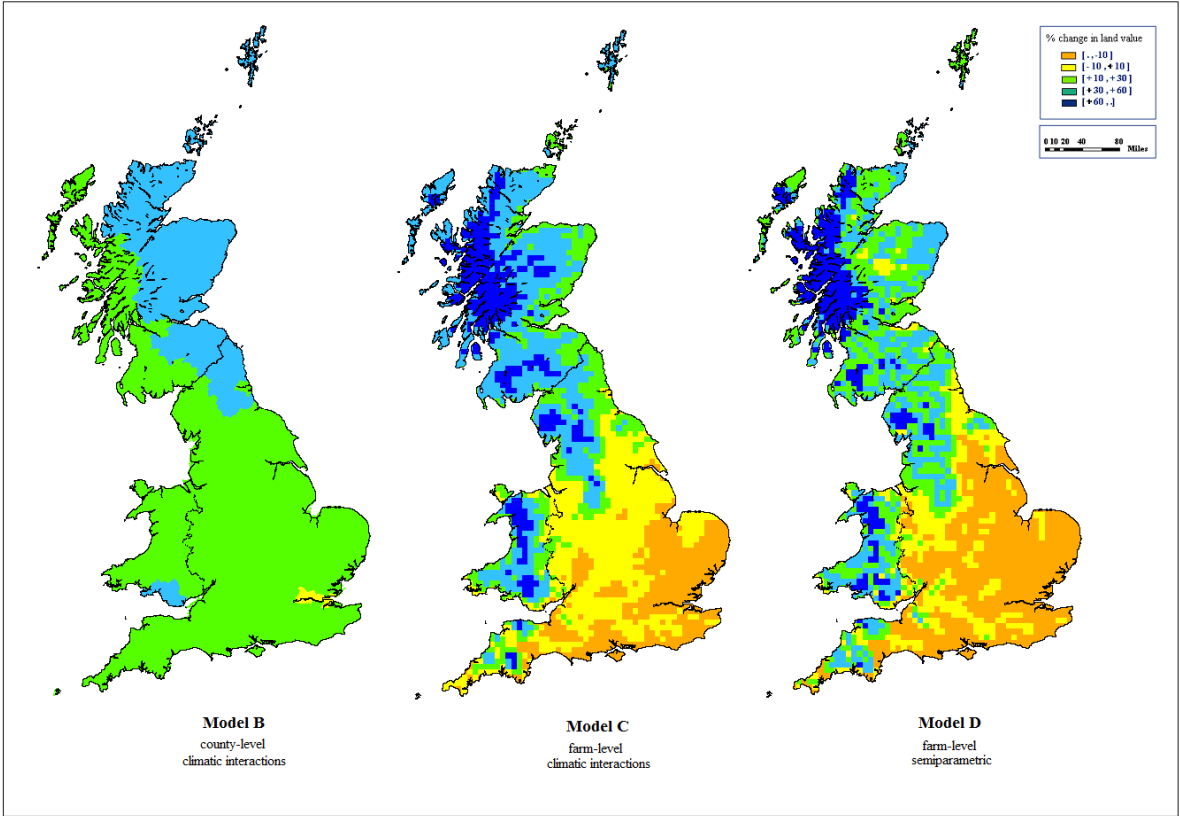 % change in land value
[ . , -10 ]
[ - 10 , + 10 ]
[ +10 , +30 ]
[ +30 , +60 ]
[ +60 , . ]
0 10 20 40 80 Miles
Model B
county-level
climatic interactions
Model C
farm-level
climatic interactions
Model D
farm-level
semiparametric